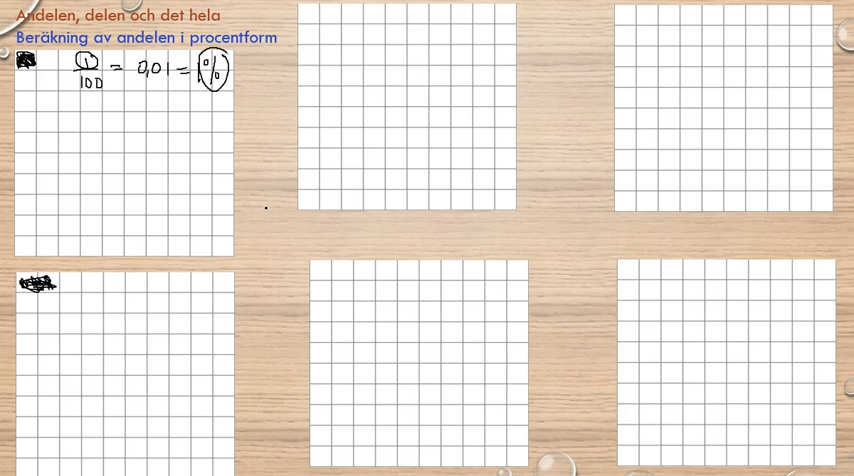 Andelen, delen och det hela
Beräkning av andelen i procentform
1/100 = 0,01 = 1%